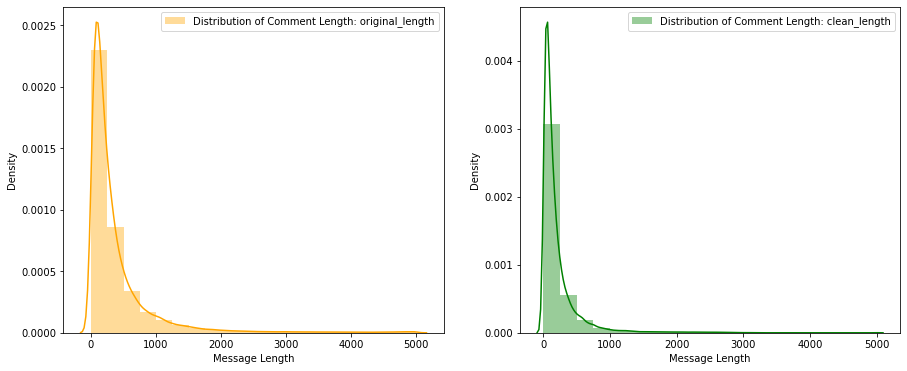 Distribution of Comment Length: original_length
0.0025
0.0020
0.0015
0.0010
0.0005
0.0000
Density
0 1000 2000 3000 4000 5000
Message Length
Distribution of Comment Length: clean_length
0.004
0.003
0.002
0.001
0.000
Density
0 1000 2000 3000 4000 5000
Message Length